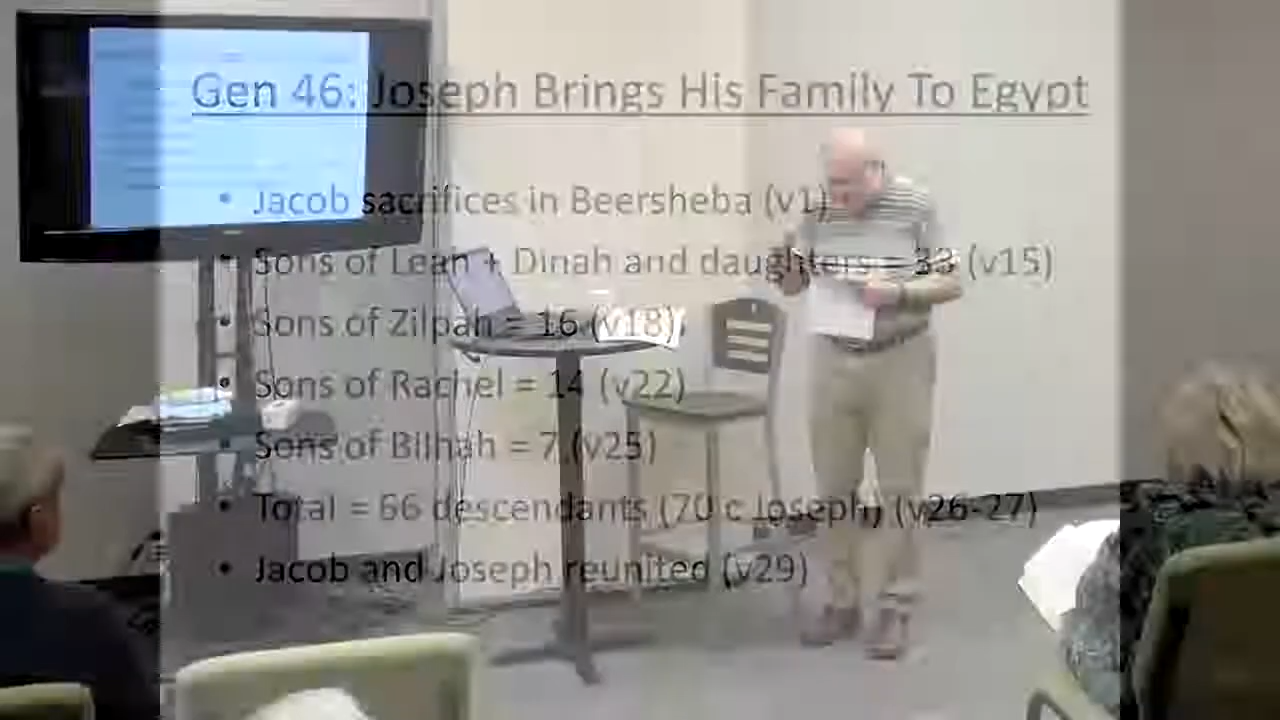 Gen 46: Joseph Brings His Family To Egypt
• Jacob sacrifices in Beersheba (v1)
• Sons of Leah + Dinah and daughters = 33 (v15)
• Sons of Zilpah = 16 (v18)
• Sons of Rachel = 14 (v22)
• Sons of Bilhah = 7 (v25)
• Total = 66 descendants (70 c Joseph) (v26-27)
• Jacob and Joseph reunited (v29)